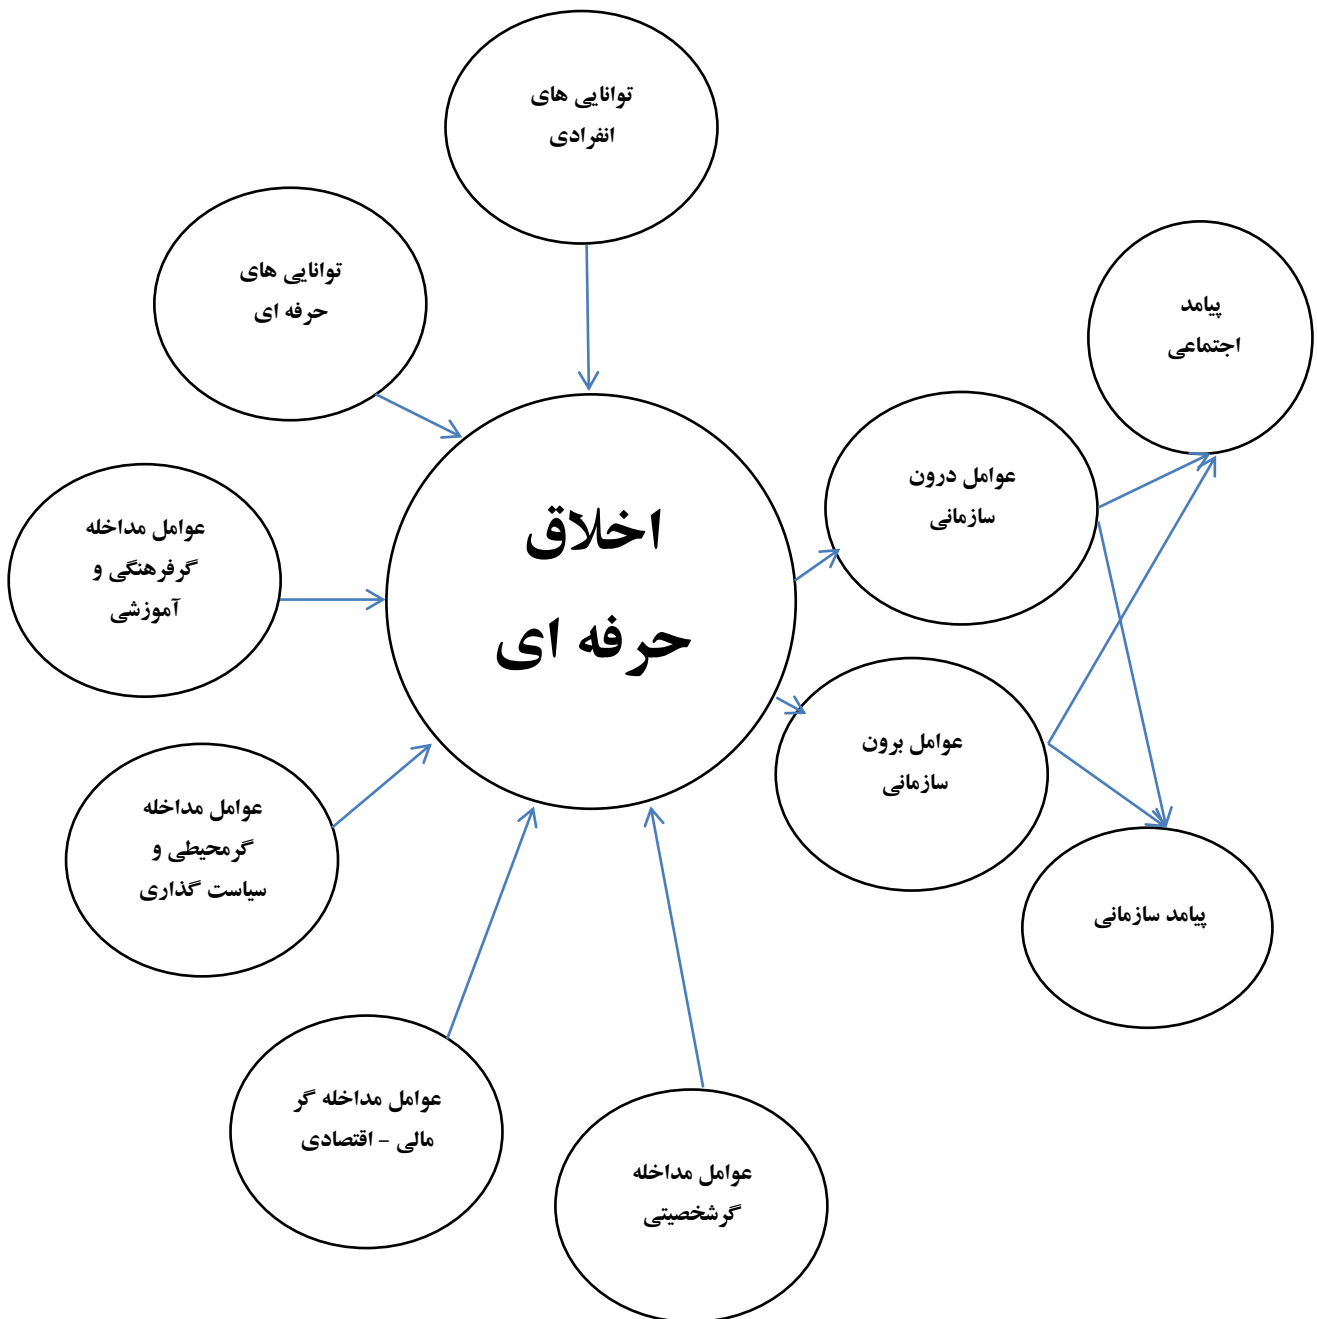 توانایی های
انفرادی
توانایی های
حرفه ای
پیامد
اجتماعی
عوامل درون
سازمانی
اخلاق
حرفه ای
عوامل مداخله
گرفرهنگی و
آموزشی
عوامل برون
سازمانی
عوامل مداخله
گرمحیطی و
سیاست گذاری
پیامد سازمانی
عوامل مداخله گر
مالی - اقتصادی
عوامل مداخله
گرشخصیتی